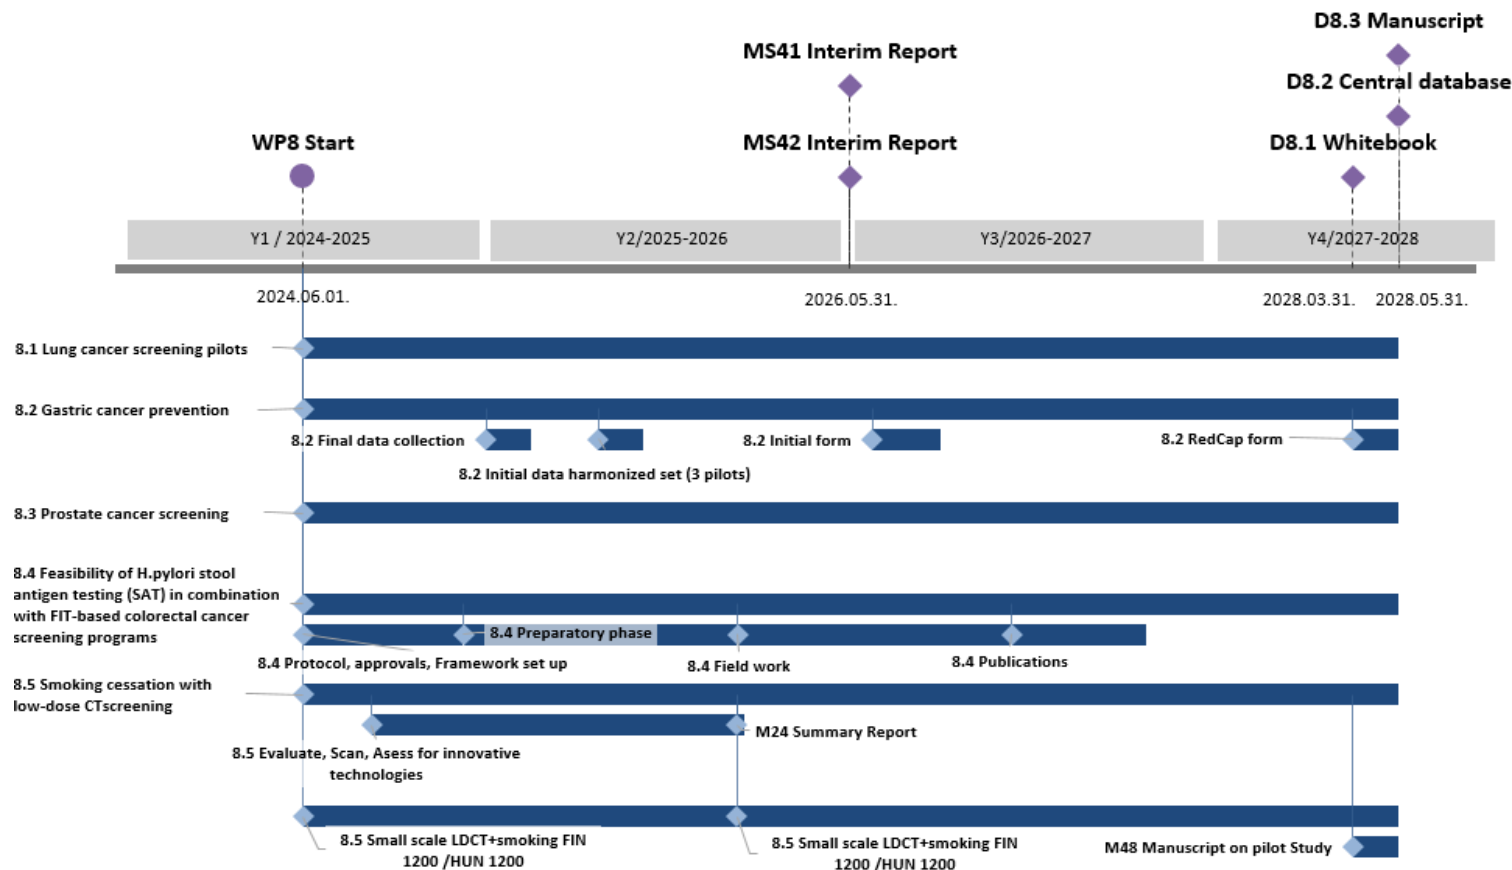 D8.3 Manuscript
MS41 Interim Report
D8.2 Central database
WP8 Start
MS42 Interim Report
D8.1 Whitebook
Y1 / 2024-2025
Y2/2025-2026
Y3/2026-2027
Y4/2027-2028
2024.06.01.
2026.05.31.
2028.03.31.
2028.05.31.
8.1 Lung cancer screening pilots
8.2 Gastric cancer prevention
8.2 Final data collection
8.2 Initial form
8.2 RedCap form
8.2 Initial data harmonized set (3 pilots)
8.3 Prostate cancer screening
8.4 Feasibility of H.pylori stool
antigen testing (SAT) in combination
with FIT-based colorectal cancer
screening programs
8.4 Preparatory phase
8.4 Protocol, approvals, Framework set up
8.4 Field work
8.4 Publications
8.5 Smoking cessation with
low-dose CTscreening
M24 Summary Report
8.5 Evaluate, Scan, Asess for innovative
technologies
8.5 Small scale LDCT+smoking FIN
1200 /HUN 1200
8.5 Small scale LDCT+smoking FIN
1200 /HUN 1200
M48 Manuscript on pilot Study